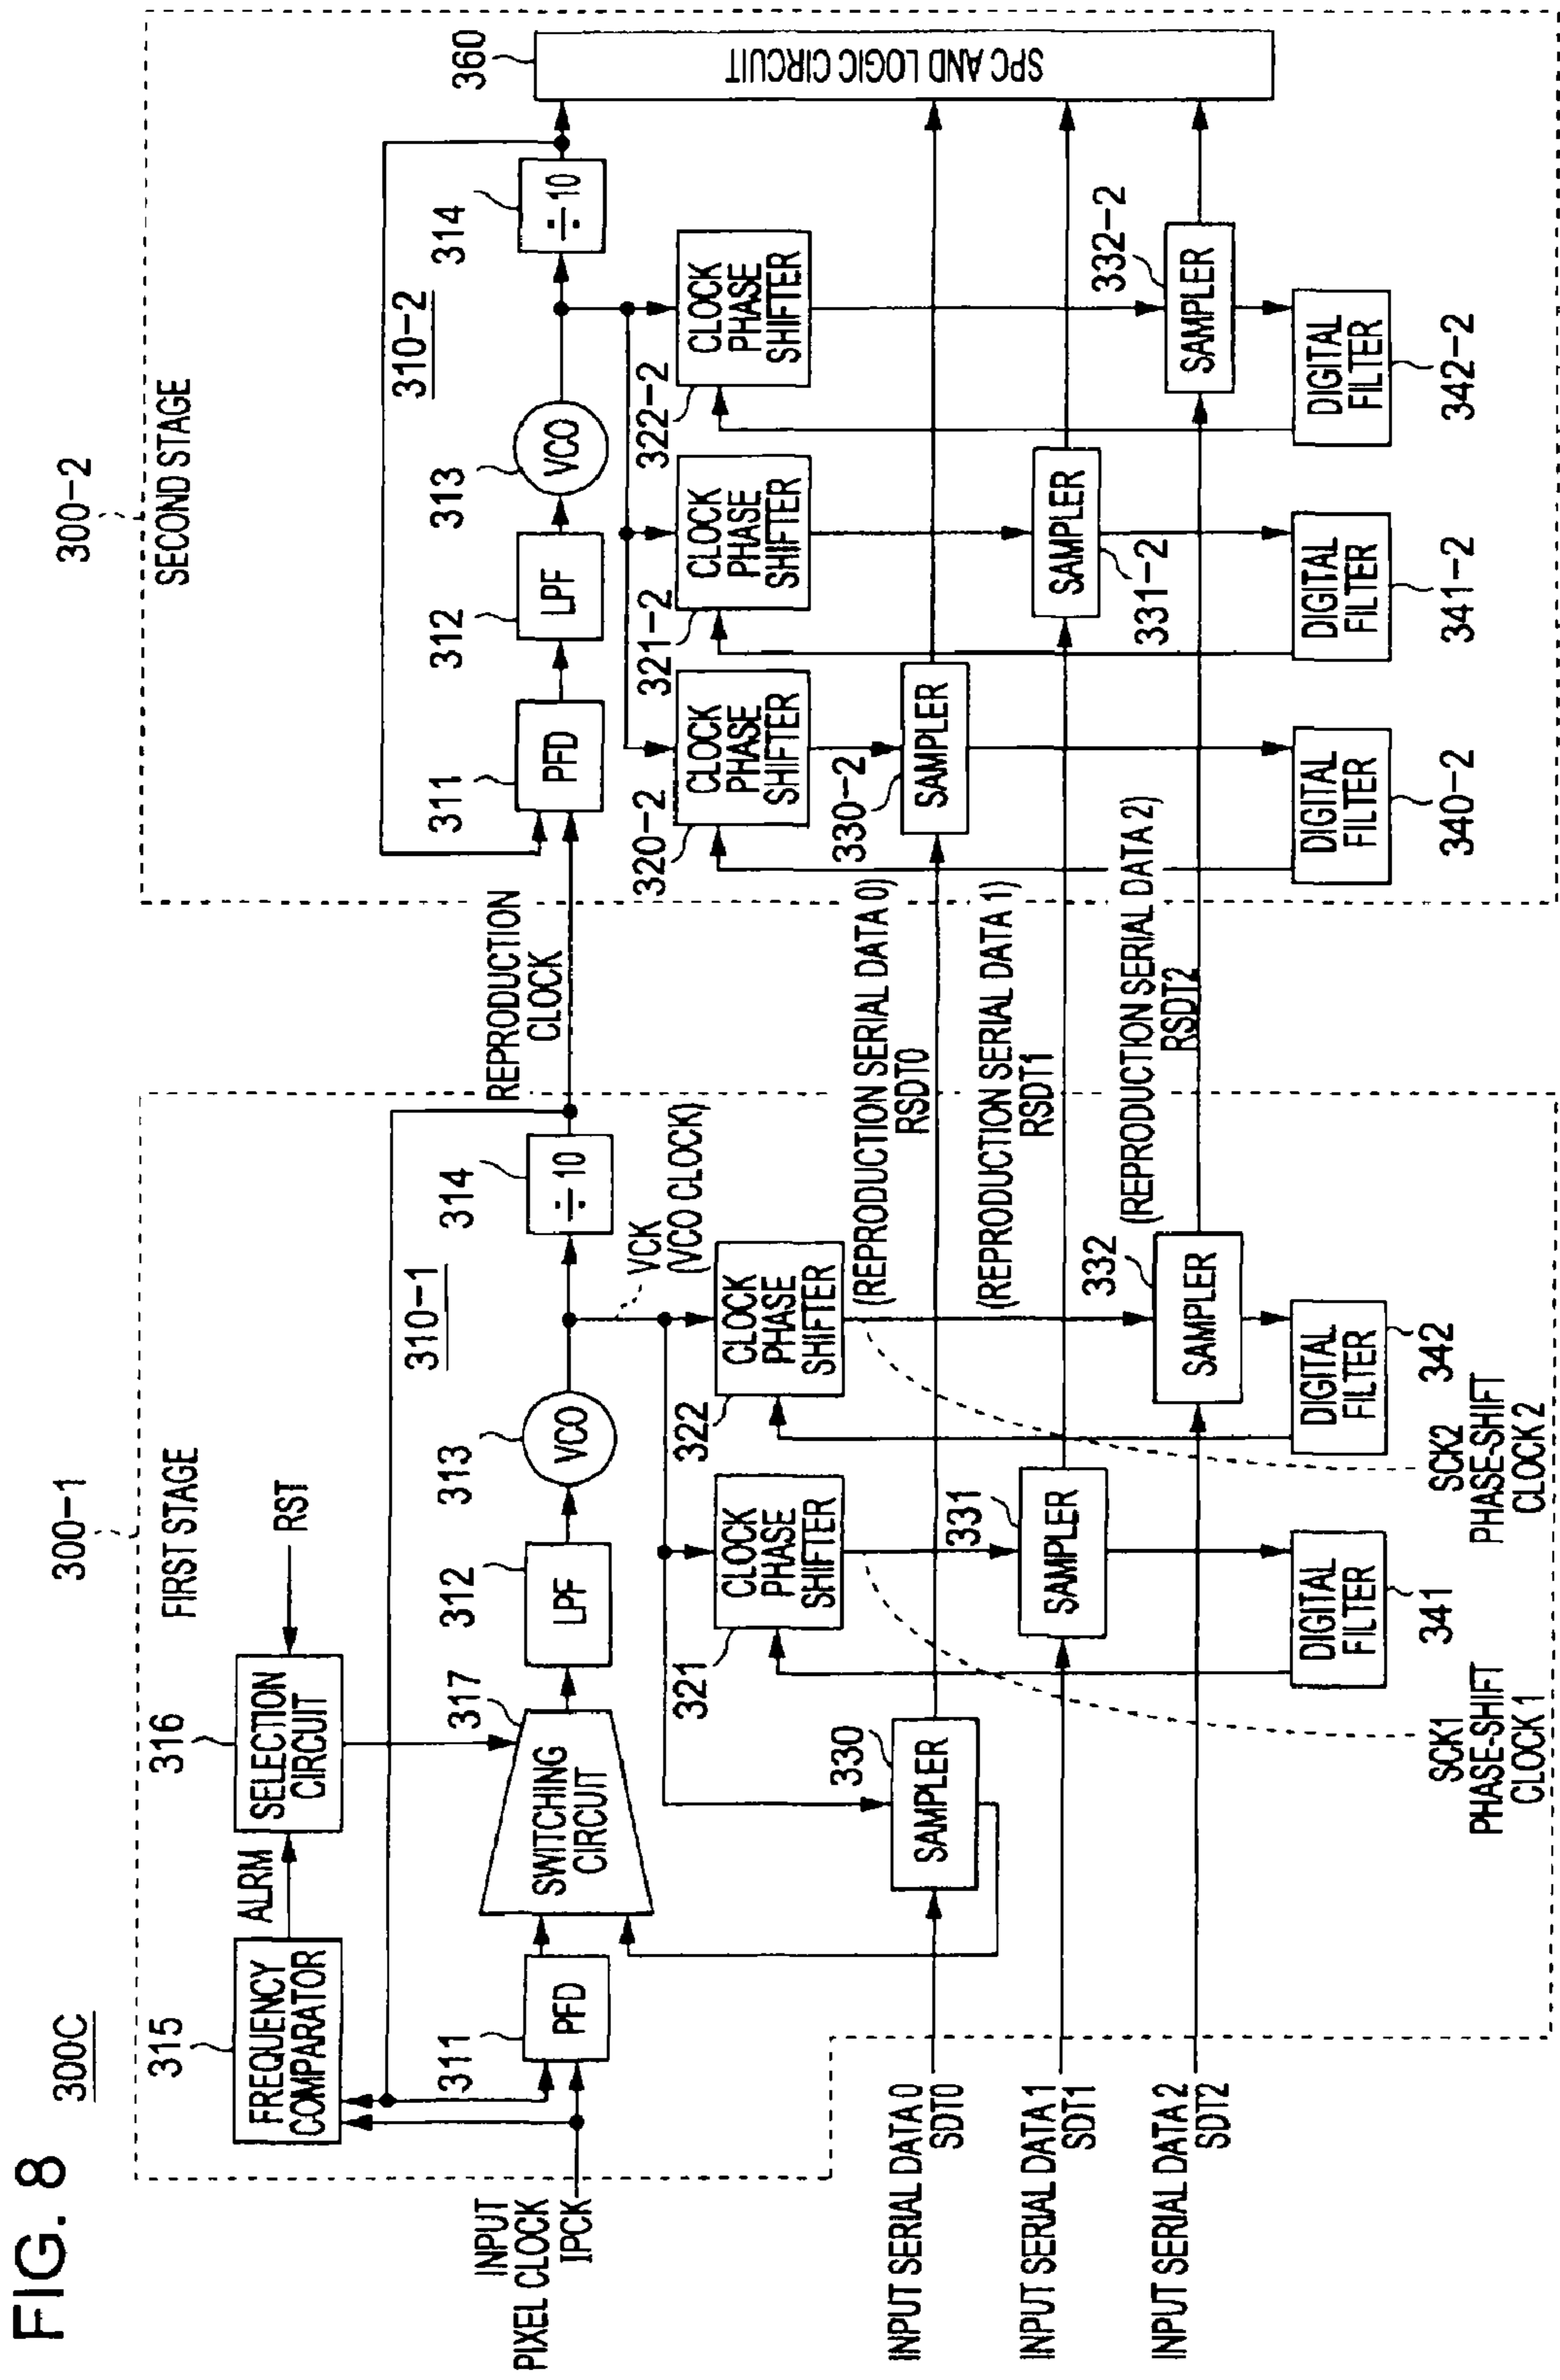 FIG. 8
300C
300-1
FIRST STAGE
315
FREQUENCY
COMPARATOR
ALRM
316
SELECTION
CIRCUIT
RST
310-1
INPUT
PIXEL CLOCK
IPCK
311
PFD
317
SWITCHING
CIRCUIT
312
LPF
313
VCO
314
÷10
VCK
(VCO CLOCK)
REPRODUCTION
CLOCK
321
CLOCK
PHASE
SHIFTER
322
CLOCK
PHASE
SHIFTER
INPUT SERIAL DATA 0
SDT0
330
SAMPLER
(REPRODUCTION SERIAL DATA 0)
RSDT0
INPUT SERIAL DATA 1
SDT1
331
SAMPLER
(REPRODUCTION SERIAL DATA 1)
RSDT1
INPUT SERIAL DATA 2
SDT2
332
SAMPLER
(REPRODUCTION SERIAL DATA 2)
RSDT2
DIGITAL
FILTER
341
DIGITAL
FILTER
342
SCK1
PHASE-SHIFT
CLOCK 1
SCK2
PHASE-SHIFT
CLOCK 2
300-2
SECOND STAGE
310-2
311
PFD
312
LPF
313
VCO
314
÷10
360
SPC AND LOGIC CIRCUIT
320-2
CLOCK
PHASE
SHIFTER
321-2
CLOCK
PHASE
SHIFTER
322-2
CLOCK
PHASE
SHIFTER
330-2
SAMPLER
SAMPLER
331-2
332-2
SAMPLER
DIGITAL
FILTER
340-2
DIGITAL
FILTER
341-2
DIGITAL
FILTER
342-2